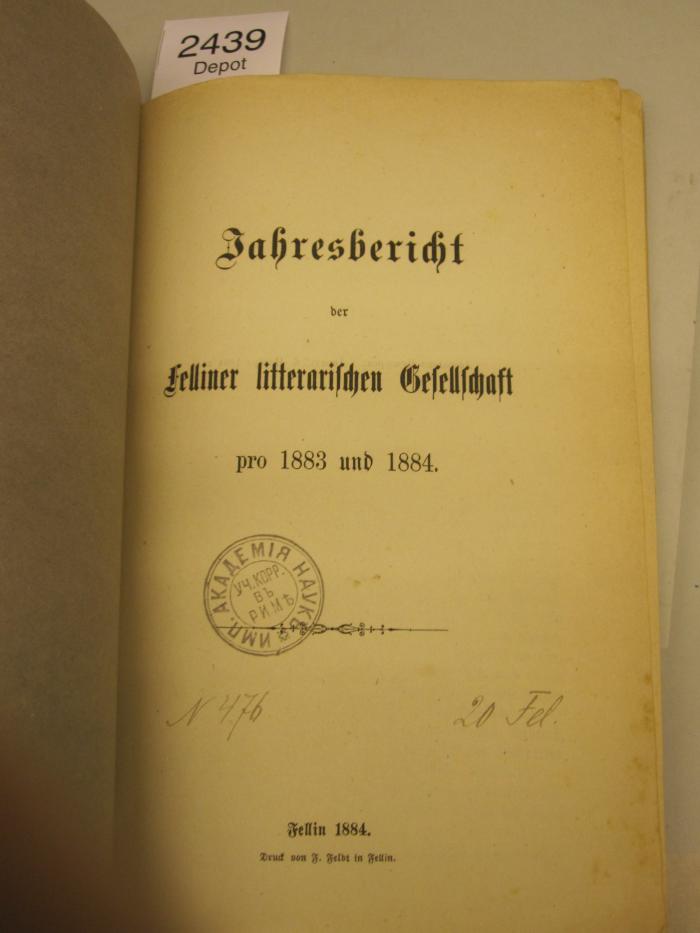 2439
Depot
Jahresbericht
der
Felliner litterarischen Gesellschaft
pro 1883 und 1884.
ИМП. АКАДЕМІЯ НАУКЪ
УЧ. КОРР.
ВЪ
РИМѢ
N 476
20 Fel.
Fellin 1884.
Druck von F. Feldt in Fellin.